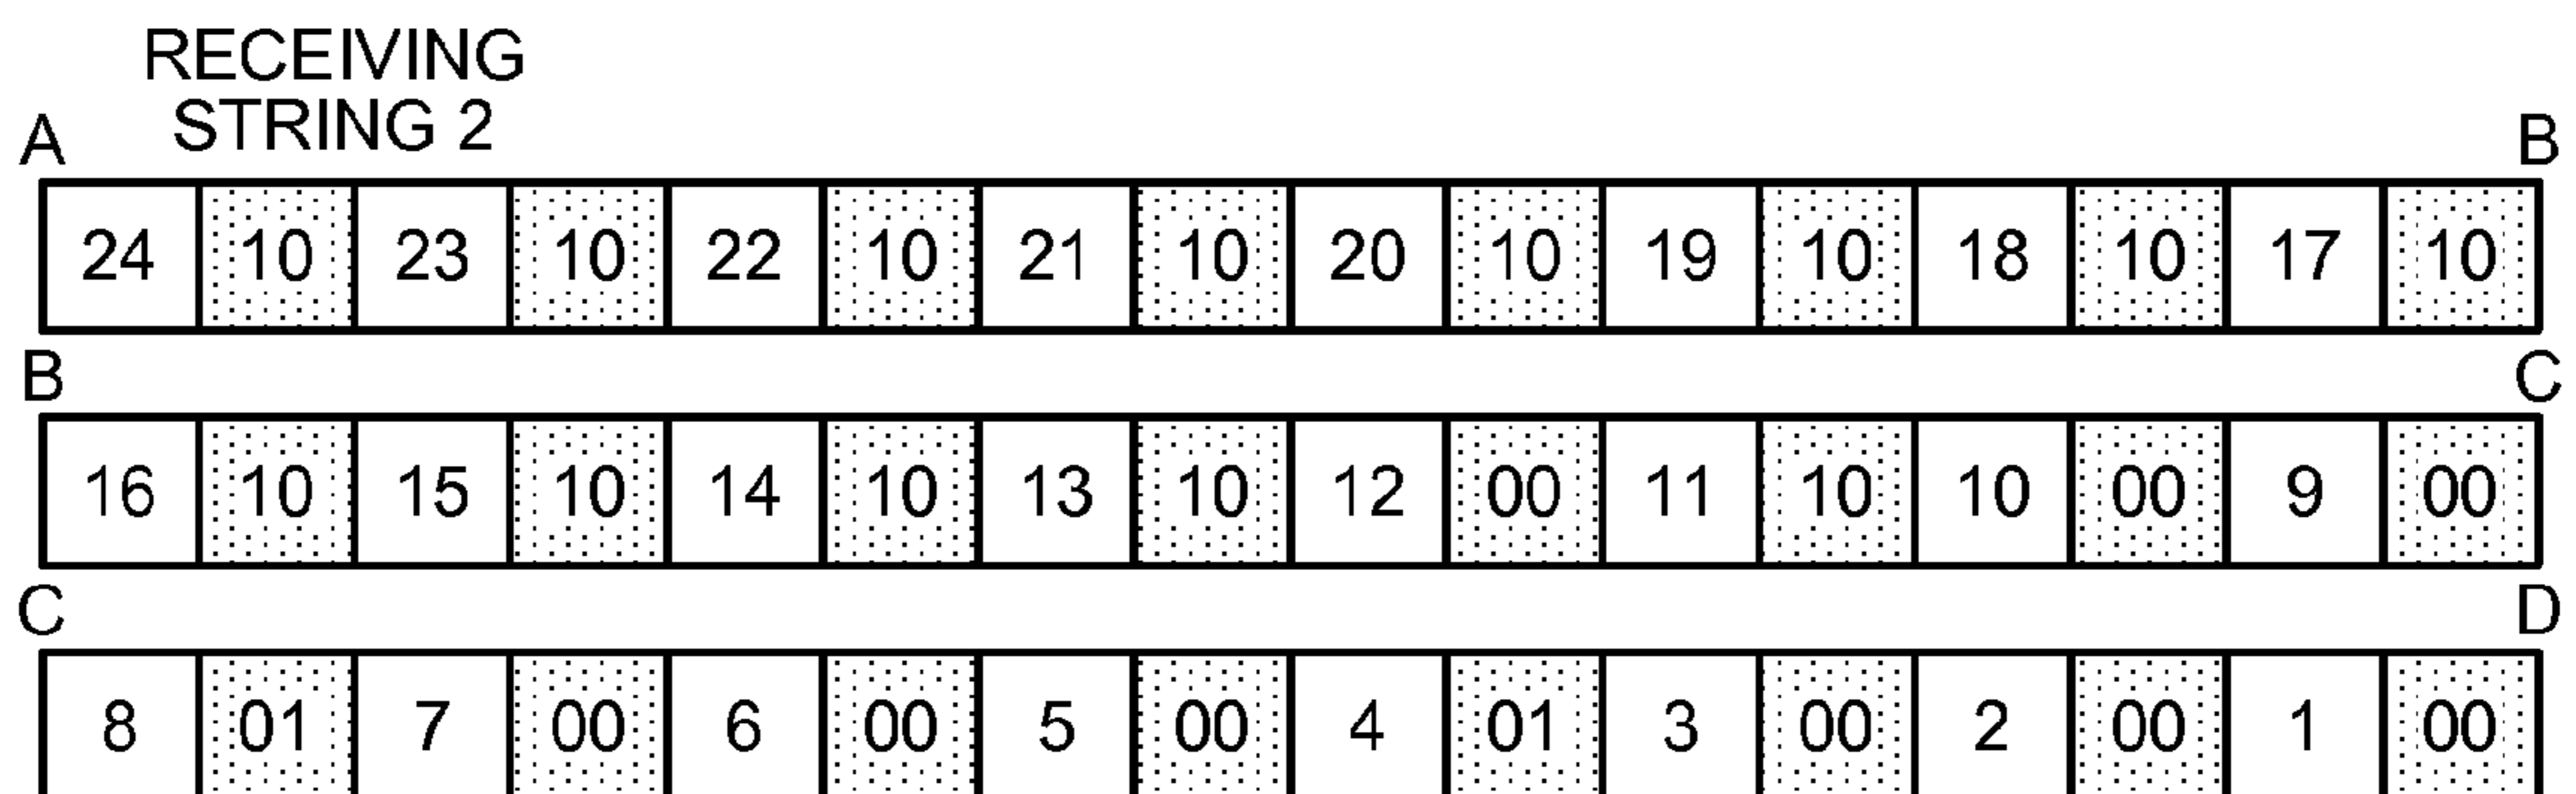 RECEIVING
STRING 2
A B
24 10 23 10 22 10 21 10 20 10 19 10 18 10 17 10
B C
16 10 15 10 14 10 13 10 12 00 11 10 10 00 9 00
C D
8 01 7 00 6 00 5 00 4 01 3 00 2 00 1 00